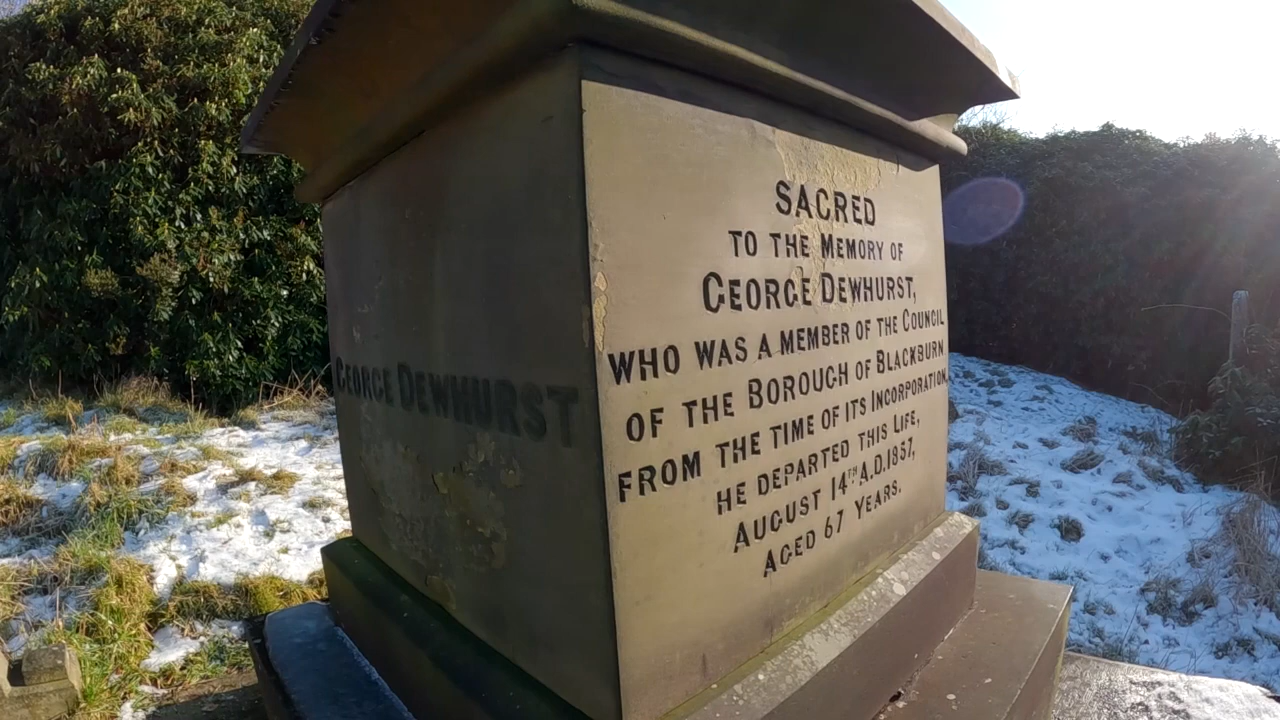 GEORGE DEWHURST
SACRED
TO THE MEMORY OF
GEORGE DEWHURST,
WHO WAS A MEMBER OF THE COUNCIL
OF THE BOROUGH OF BLACKBURN
FROM THE TIME OF ITS INCORPORATION,
HE DEPARTED THIS LIFE,
AUGUST 14TH A.D. 1857,
AGED 67 YEARS.